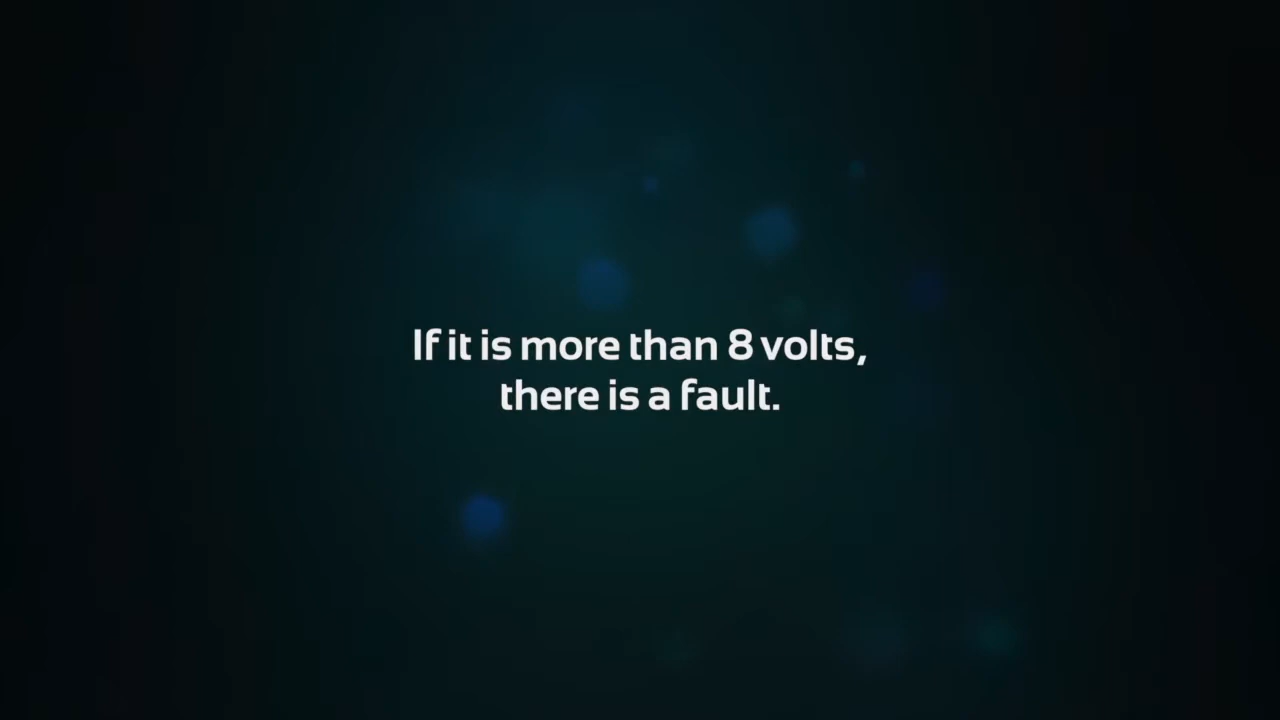 If it is more than 8 volts,
there is a fault.